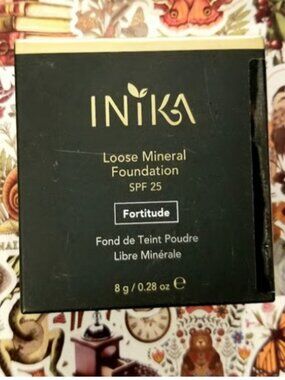 INIKA
Loose Mineral
Foundation
SPF 25
Fortitude
Fond de Teint Poudre
Libre Minérale
8 g / 0.28 oz ℮